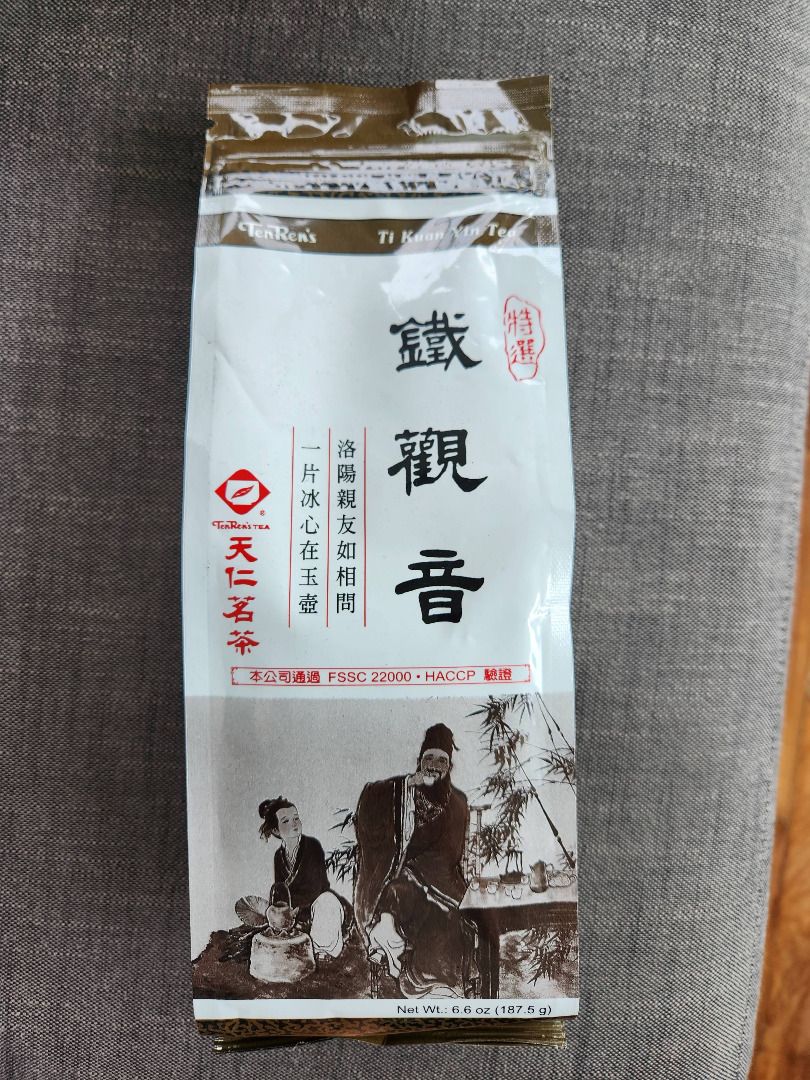 TenRen's
Ti Kuan Yin Tea
特選
鐵觀音
洛陽親友如相問
一片冰心在玉壺
®
TenRen's TEA
天仁茗茶
本公司通過 FSSC 22000・HACCP 驗證
Net Wt.: 6.6 oz (187.5 g)